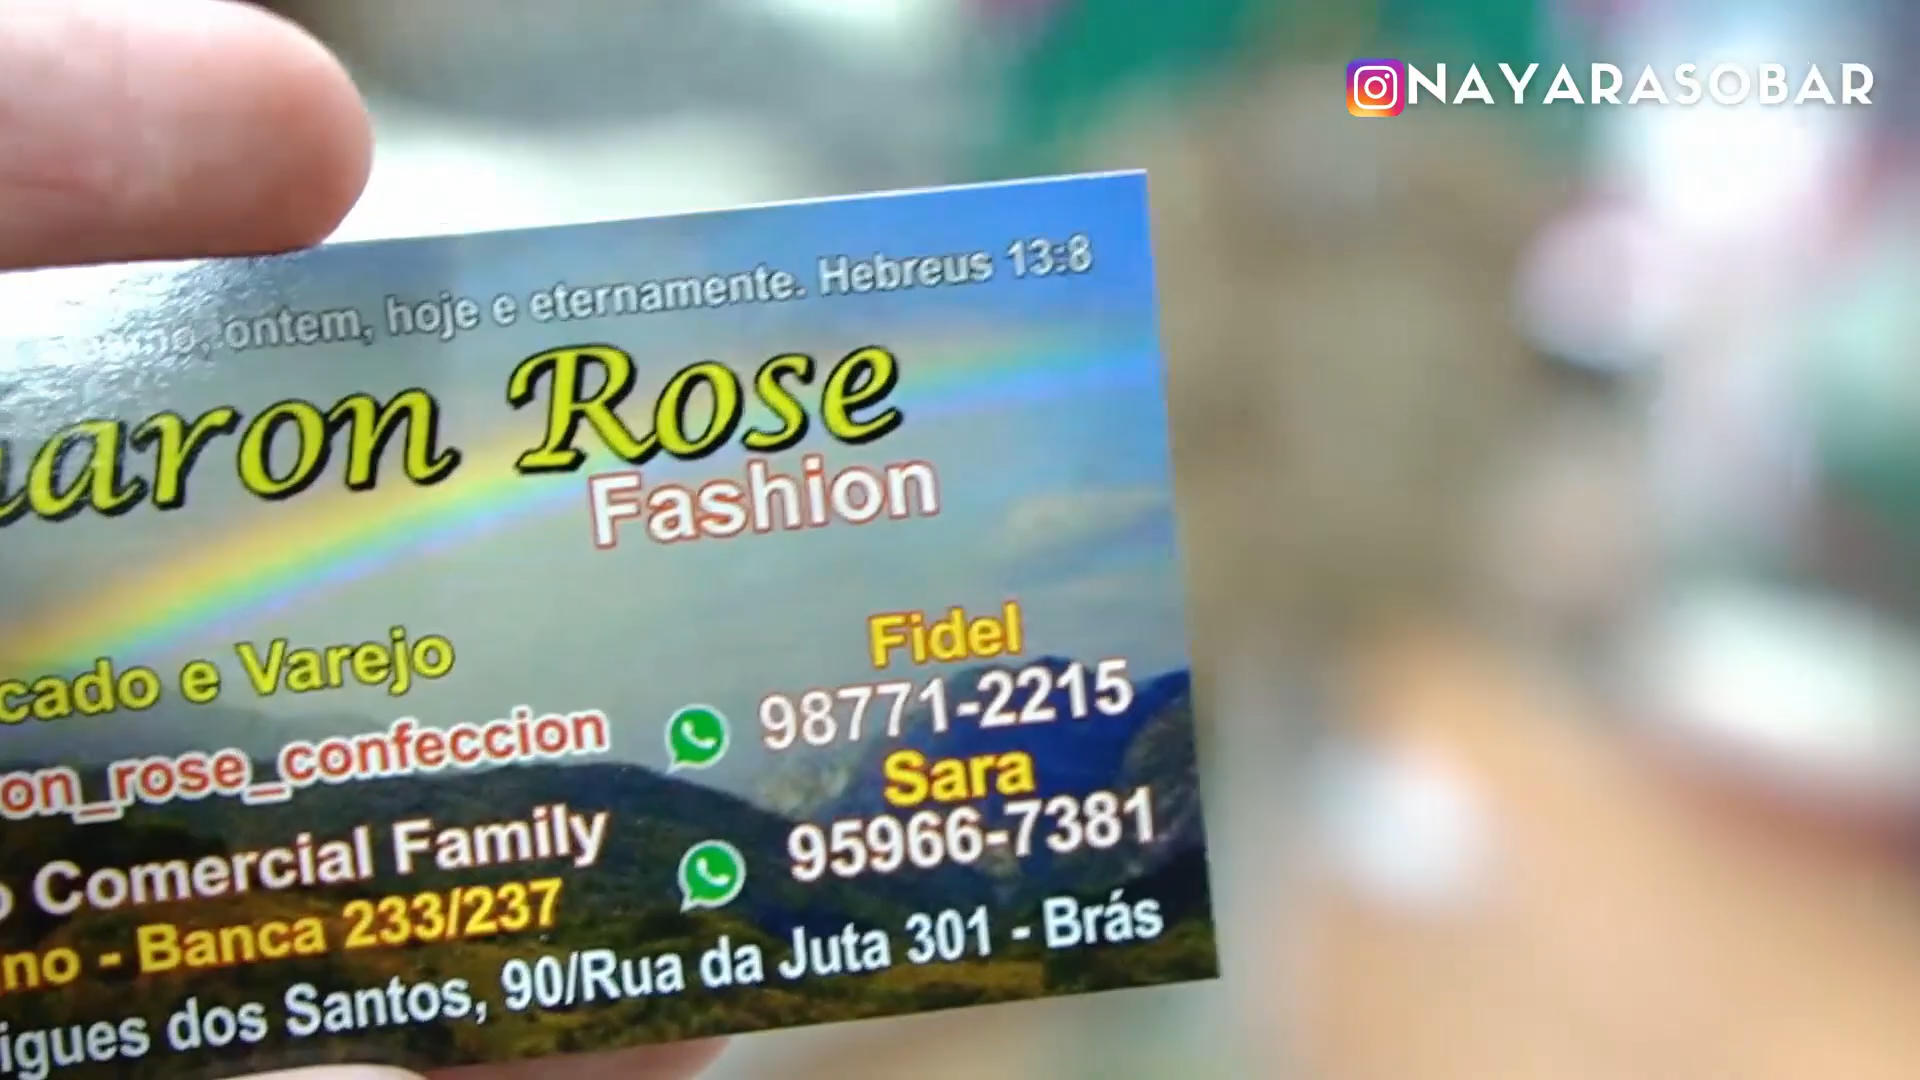 NAYARASOBAR
ontem, hoje e eternamente. Hebreus 13:8
aron Rose
Fashion
cado e Varejo
on_rose_confeccion
Fidel
98771-2215
Sara
95966-7381
o Comercial Family
no - Banca 233/237
igues dos Santos, 90/Rua da Juta 301 - Brás